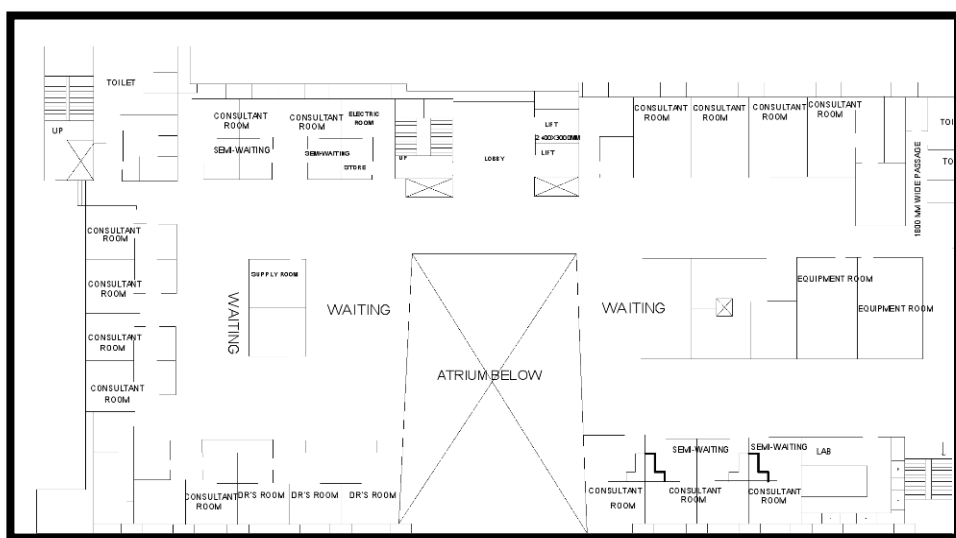 TOILET
UP
CONSULTANT
ROOM
SEMI-WAITING
CONSULTANT
ROOM
SEMI-WAITING
ELECTRIC
ROOM
STORE
UP
LOBBY
LIFT
LIFT
CONSULTANT
ROOM
CONSULTANT
ROOM
CONSULTANT
ROOM
CONSULTANT
ROOM
1800 MM WIDE PASSAGE
TOI
TO
CONSULTANT
ROOM
CONSULTANT
ROOM
CONSULTANT
ROOM
CONSULTANT
ROOM
WAITING
SUPPLY ROOM
WAITING
ATRIUM BELOW
WAITING
EQUIPMENT ROOM
EQUIPMENT ROOM
CONSULTANT
ROOM
DR'S ROOM
DR'S ROOM
DR'S ROOM
SEMI-WAITING
SEMI-WAITING
LAB
CONSULTANT
ROOM
CONSULTANT
ROOM
CONSULTANT
ROOM